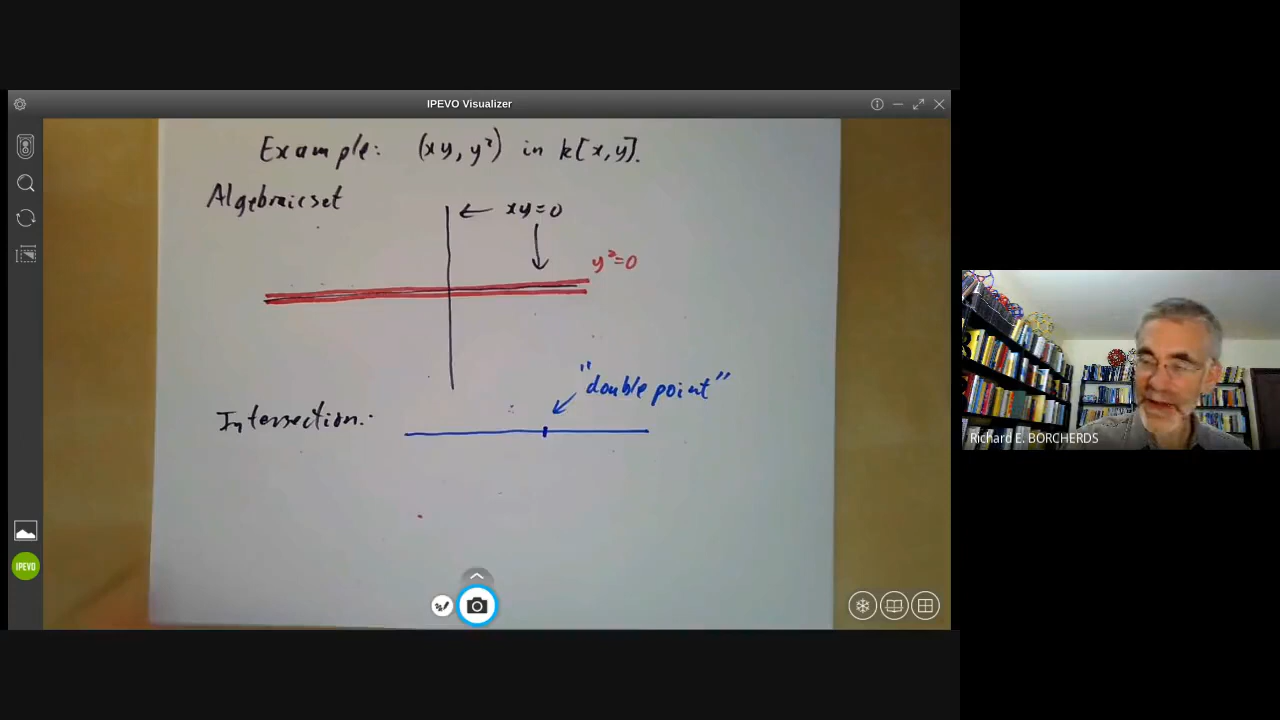 IPEVO Visualizer
Example: (xy, y²) in k[x,y].
Algebraic set
← xy=0
y²=0
"double point"
Intersection:
Richard E. BORCHERDS
IPEVO